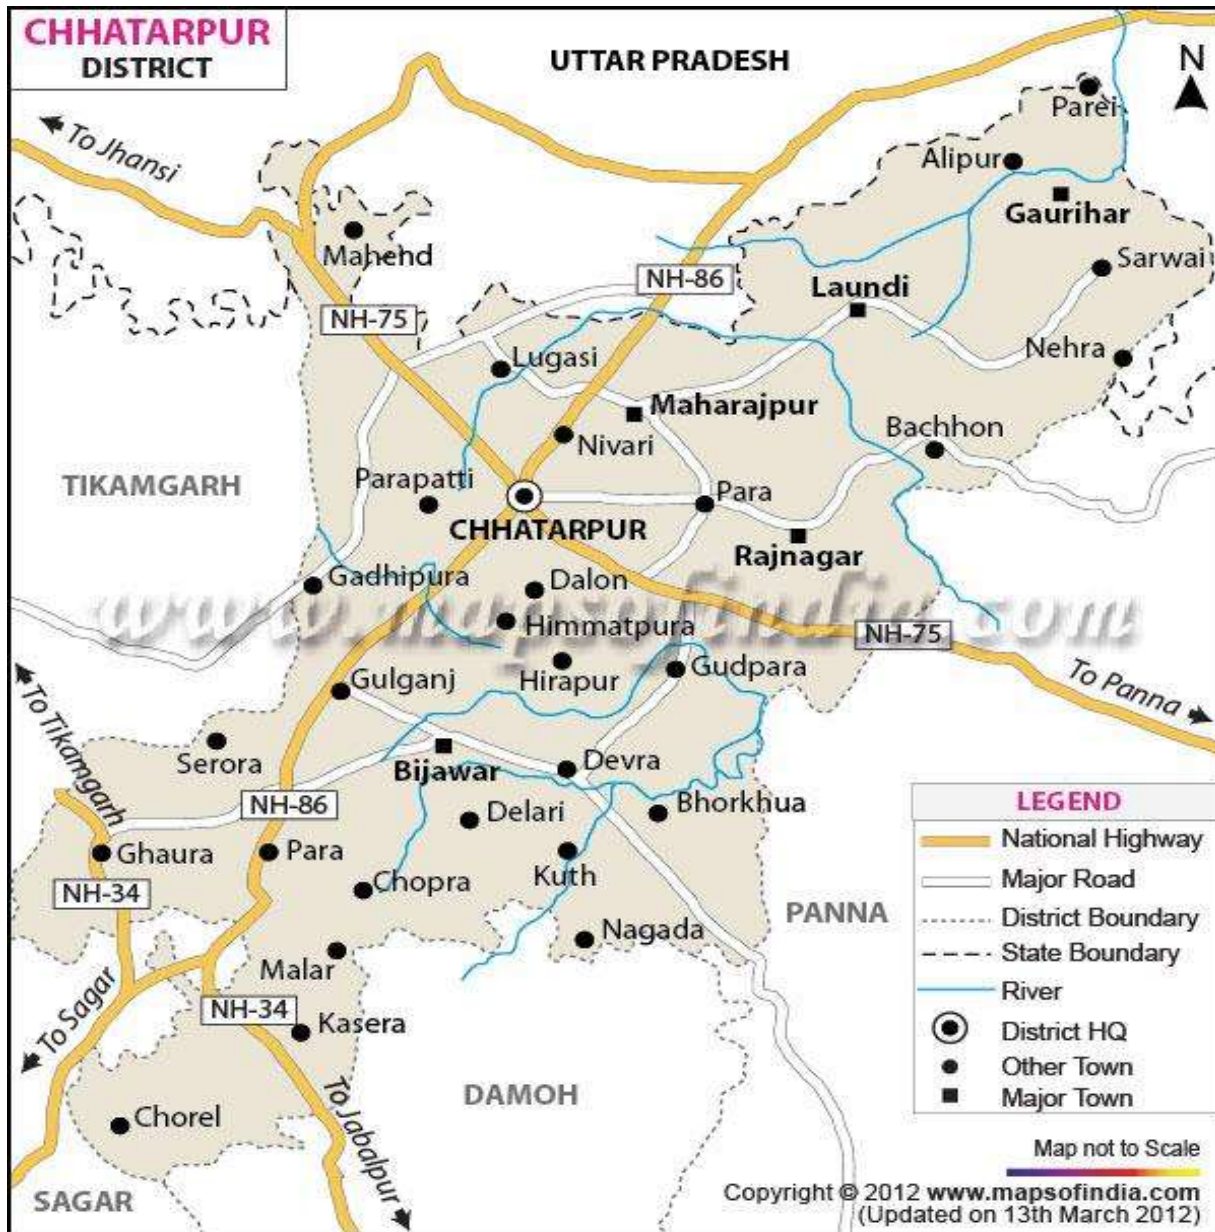 CHHATARPUR
DISTRICT
UTTAR PRADESH
N
Parei
To Jhansi
Alipur
Gaurihar
Mahend
Sarwai
NH-86
Laundi
NH-75
Lugasi
Nehra
Maharajpur
Bachhon
Nivari
TIKAMGARH
Parapatti
Para
CHHATARPUR
Rajnagar
Gadhipura
Dalon
www.mapsofindia.com
Himmatpura
NH-75
Gulganj
Hirapur
Gudpara
To Panna
To Tikamgarh
Serora
Bijawar
Devra
NH-86
Delari
Bhorkhua
LEGEND
National Highway
Ghaura
Para
Kuth
Chopra
Major Road
NH-34
PANNA
District Boundary
Nagada
State Boundary
Malar
To Sagar
River
NH-34
Kasera
District HQ
Other Town
DAMOH
Major Town
Chorel
To Jabalpur
Map not to Scale
SAGAR
Copyright © 2012 www.mapsofindia.com
(Updated on 13th March 2012)